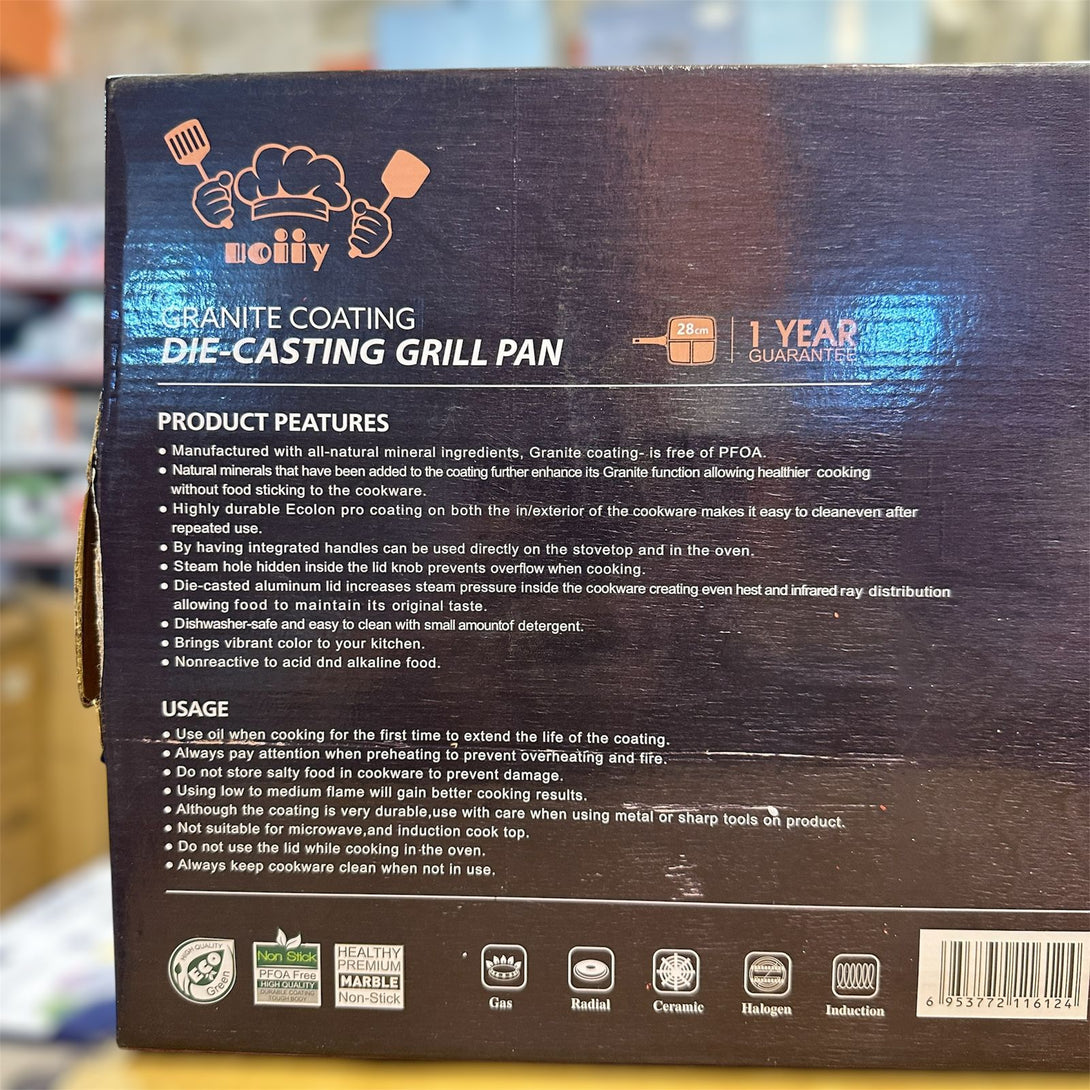 noiiy
GRANITE COATING
DIE-CASTING GRILL PAN
28cm
1 YEAR
GUARANTEE
PRODUCT PEATURES
• Manufactured with all-natural mineral ingredients, Granite coating- is free of PFOA.
• Natural minerals that have been added to the coating further enhance its Granite function allowing healthier cooking
without food sticking to the cookware.
• Highly durable Ecolon pro coating on both the in/exterior of the cookware makes it easy to cleaneven after
repeated use.
• By having integrated handles can be used directly on the stovetop and in the oven.
• Steam hole hidden inside the lid knob prevents overflow when cooking.
• Die-casted aluminum lid increases steam pressure inside the cookware creating even hest and infrared ray distribution
allowing food to maintain its original taste.
• Dishwasher-safe and easy to clean with small amountof detergent.
• Brings vibrant color to your kitchen.
• Nonreactive to acid dnd alkaline food.
USAGE
• Use oil when cooking for the first time to extend the life of the coating.
• Always pay attention when preheating to prevent overheating and fire.
• Do not store salty food in cookware to prevent damage.
• Using low to medium flame will gain better cooking results.
• Although the coating is very durable,use with care when using metal or sharp tools on product.
• Not suitable for microwave,and induction cook top.
• Do not use the lid while cooking in the oven.
• Always keep cookware clean when not in use.
HIGH QUALITY
ECO
Green
Non Stick
PFOA Free
HIGH QUALITY
DURABLE COATING
TOUGH BODY
HEALTHY
PREMIUM
MARBLE
Non-Stick
Gas
Radial
Ceramic
Halogen
Induction
6 953772 116124